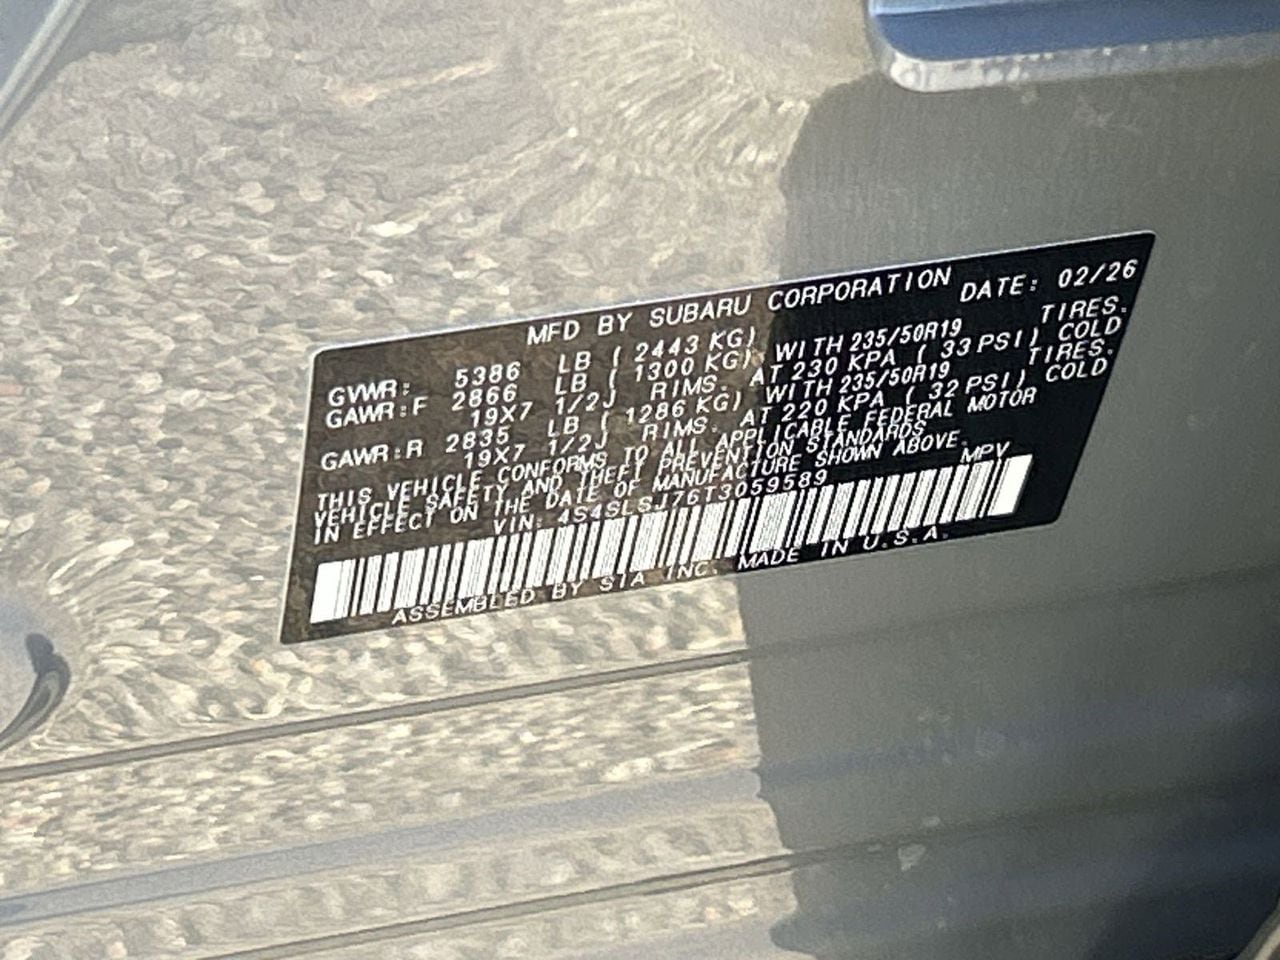 MFD BY SUBARU CORPORATION DATE: 02/26
GVWR: 5386 LB ( 2443 KG)
GAWR:F 2866 LB ( 1300 KG) WITH 235/50R19 TIRES.
19X7 1/2J RIMS. AT 230 KPA ( 33 PSI) COLD
GAWR:R 2835 LB ( 1286 KG) WITH 235/50R19 TIRES.
19X7 1/2J RIMS. AT 220 KPA ( 32 PSI) COLD
THIS VEHICLE CONFORMS TO ALL APPLICABLE FEDERAL MOTOR
VEHICLE SAFETY AND THEFT PREVENTION STANDARDS
IN EFFECT ON THE DATE OF MANUFACTURE SHOWN ABOVE.
VIN: 4S4SLSJ76T3059589 MPV
ASSEMBLED BY SIA INC. MADE IN U.S.A.